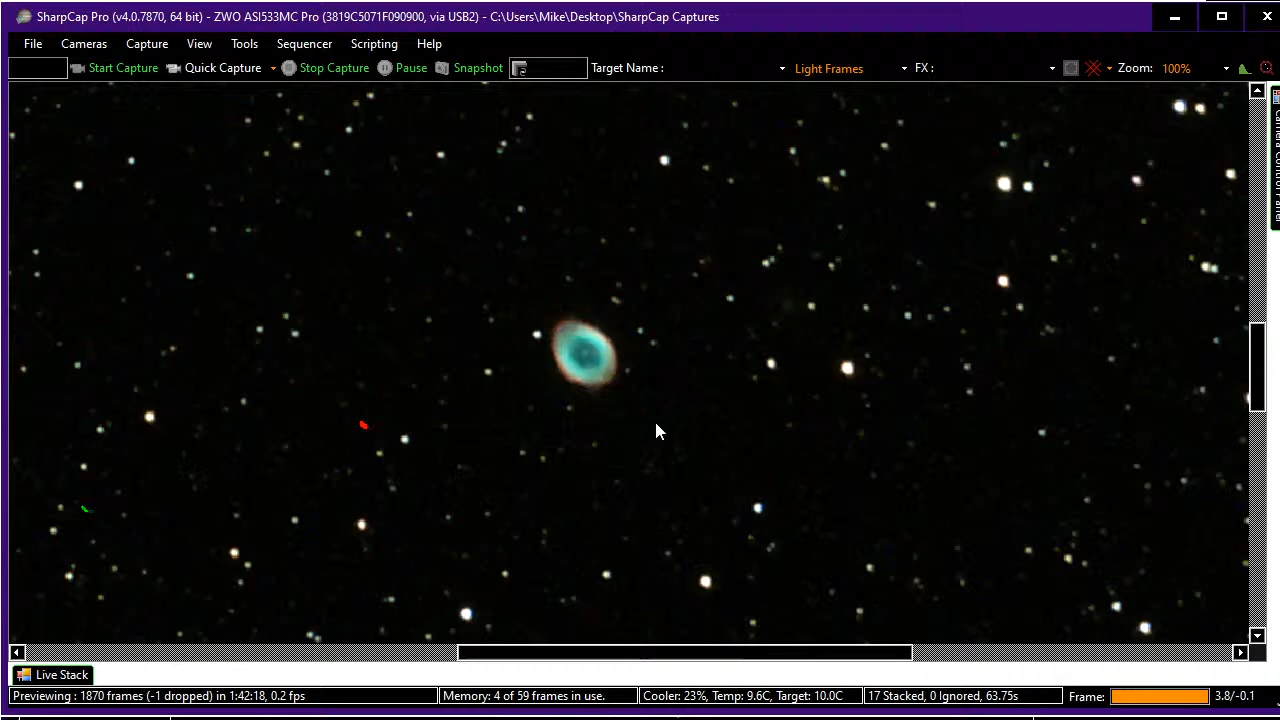 SharpCap Pro (v4.0.7870, 64 bit) - ZWO ASI533MC Pro (3819C5071F090900, via USB2) - C:\Users\Mike\Desktop\SharpCap Captures
File Cameras Capture View Tools Sequencer Scripting Help
Start Capture Quick Capture Stop Capture Pause Snapshot Target Name : Light Frames FX : Zoom: 100%
Live Stack
Previewing : 1870 frames (-1 dropped) in 1:42:18, 0.2 fps Memory: 4 of 59 frames in use. Cooler: 23%, Temp: 9.6C, Target: 10.0C 17 Stacked, 0 Ignored, 63.75s Frame: 3.8/-0.1